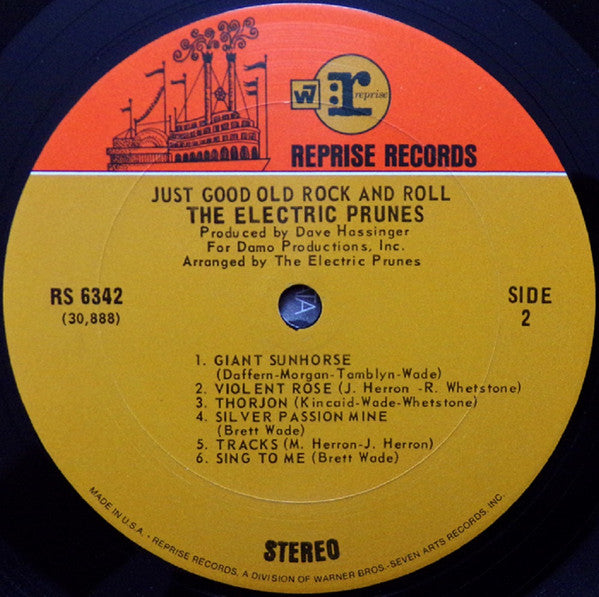 W7
r
reprise
REPRISE RECORDS
JUST GOOD OLD ROCK AND ROLL
THE ELECTRIC PRUNES
Produced by Dave Hassinger
For Damo Productions, Inc.
Arranged by The Electric Prunes
RS 6342
(30,888)
SIDE
2
1. GIANT SUNHORSE
(Daffern-Morgan-Tamblyn-Wade)
2. VIOLENT ROSE (J. Herron -R. Whetstone)
3. THORJON (Kincaid-Wade-Whetstone)
4. SILVER PASSION MINE
(Brett Wade)
5. TRACKS (M. Herron-J. Herron)
6. SING TO ME (Brett Wade)
STEREO
MADE IN U.S.A. • REPRISE RECORDS, A DIVISION OF WARNER BROS.-SEVEN ARTS RECORDS, INC.